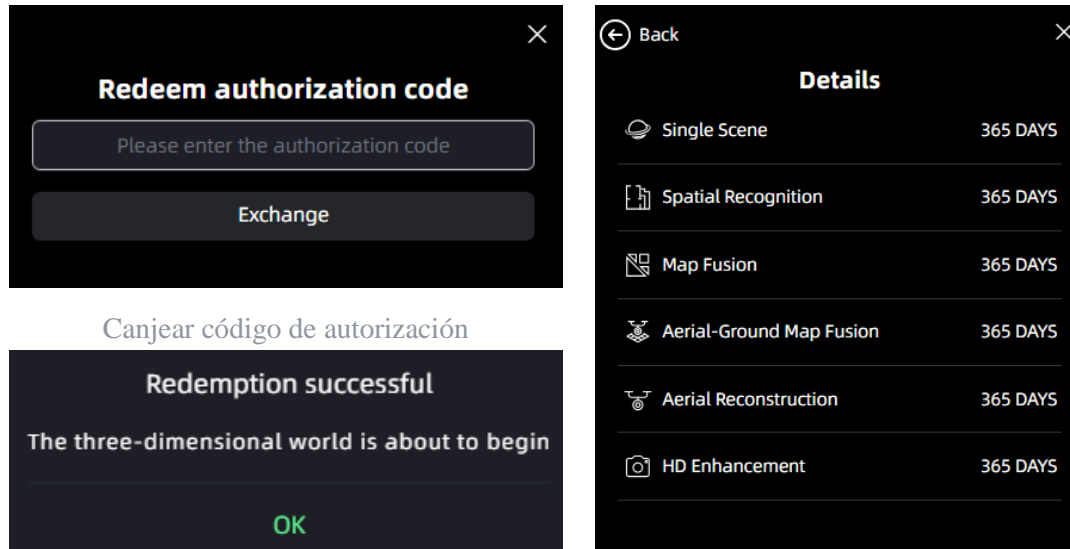 Redeem authorization code
Please enter the authorization code
Exchange
Canjear código de autorización
Redemption successful
The three-dimensional world is about to begin
OK
Back
Details
Single Scene 365 DAYS
Spatial Recognition 365 DAYS
Map Fusion 365 DAYS
Aerial-Ground Map Fusion 365 DAYS
Aerial Reconstruction 365 DAYS
HD Enhancement 365 DAYS